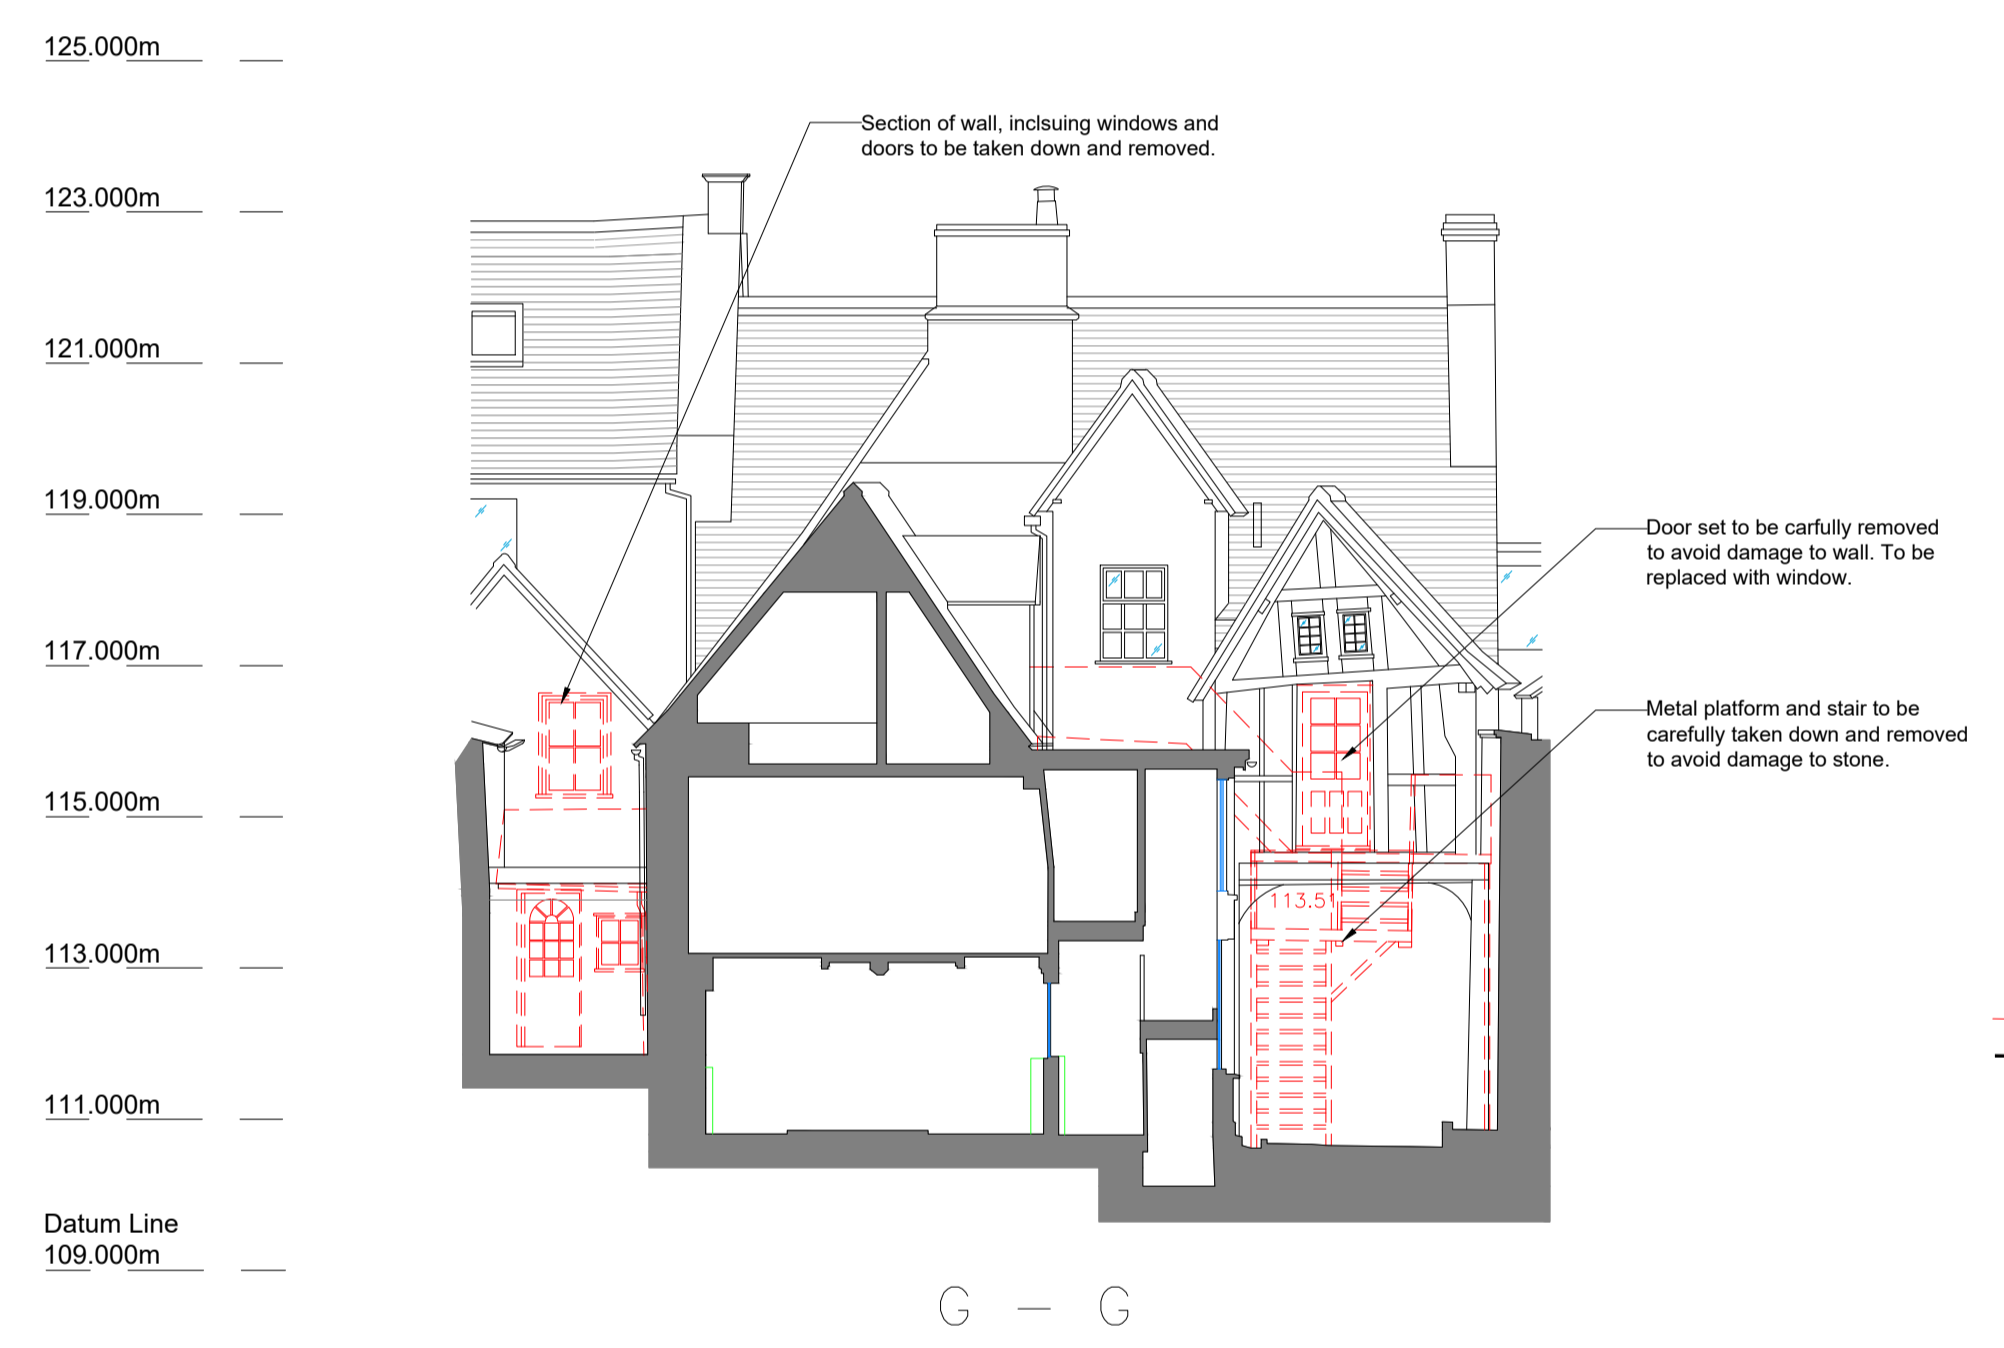 125.000m
Section of wall, inclsuing windows and
doors to be taken down and removed.
123.000m
121.000m
119.000m
Door set to be carfully removed
to avoid damage to wall. To be
replaced with window.
117.000m
Metal platform and stair to be
carefully taken down and removed
to avoid damage to stone.
115.000m
113.51
113.000m
111.000m
Datum Line
109.000m
G — G